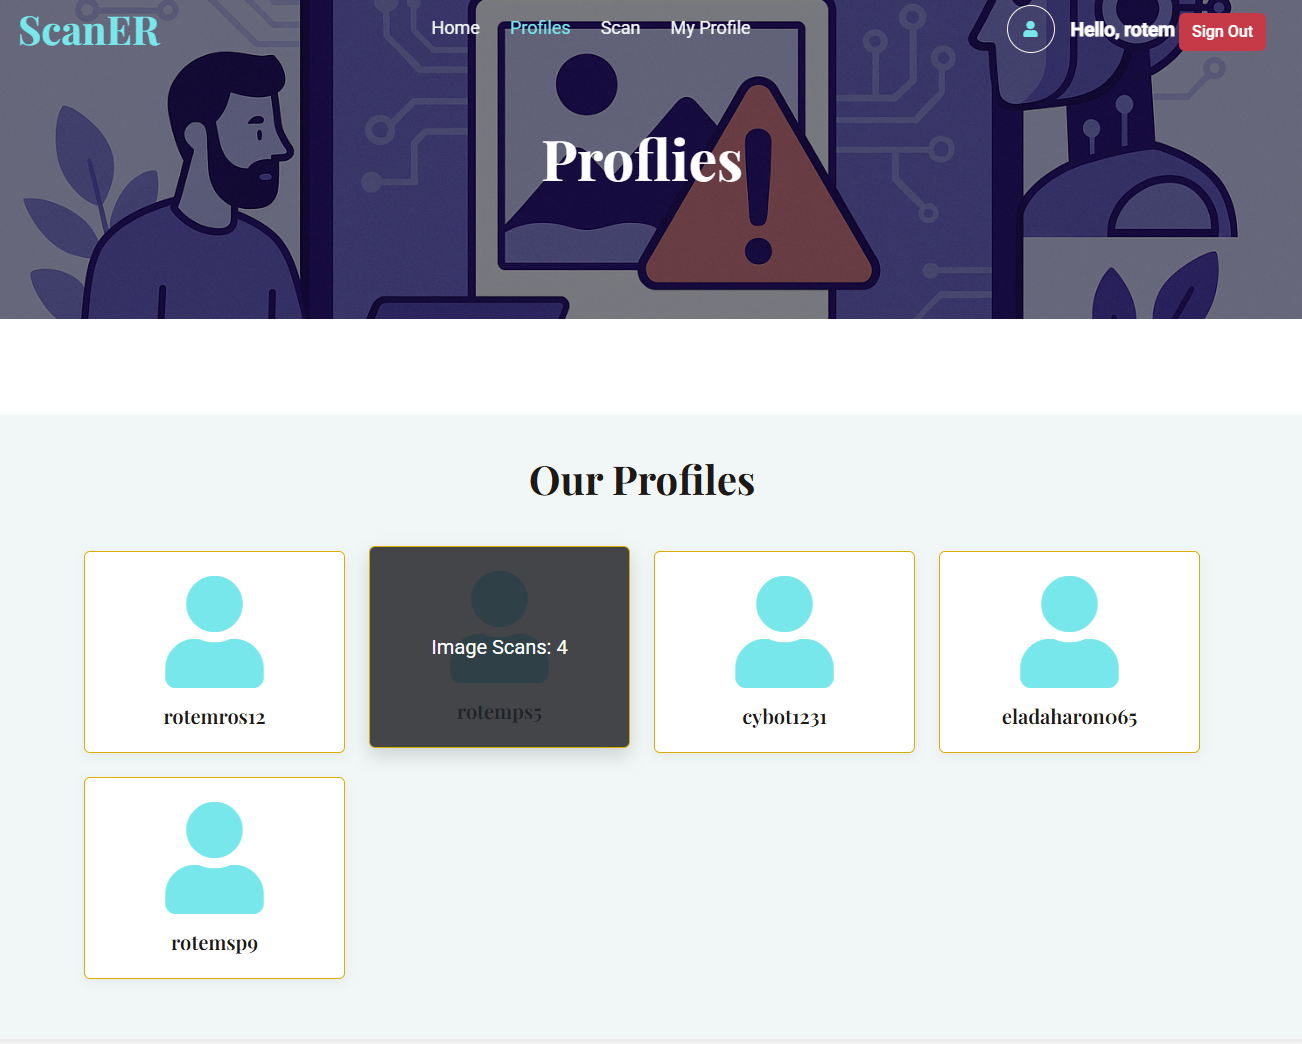 ScanER
Home Profiles Scan My Profile
Hello, rotem Sign Out
Proflies
Our Profiles
rotemros12
Image Scans: 4
rotemps5
cybot1231
eladaharon065
rotemsp9